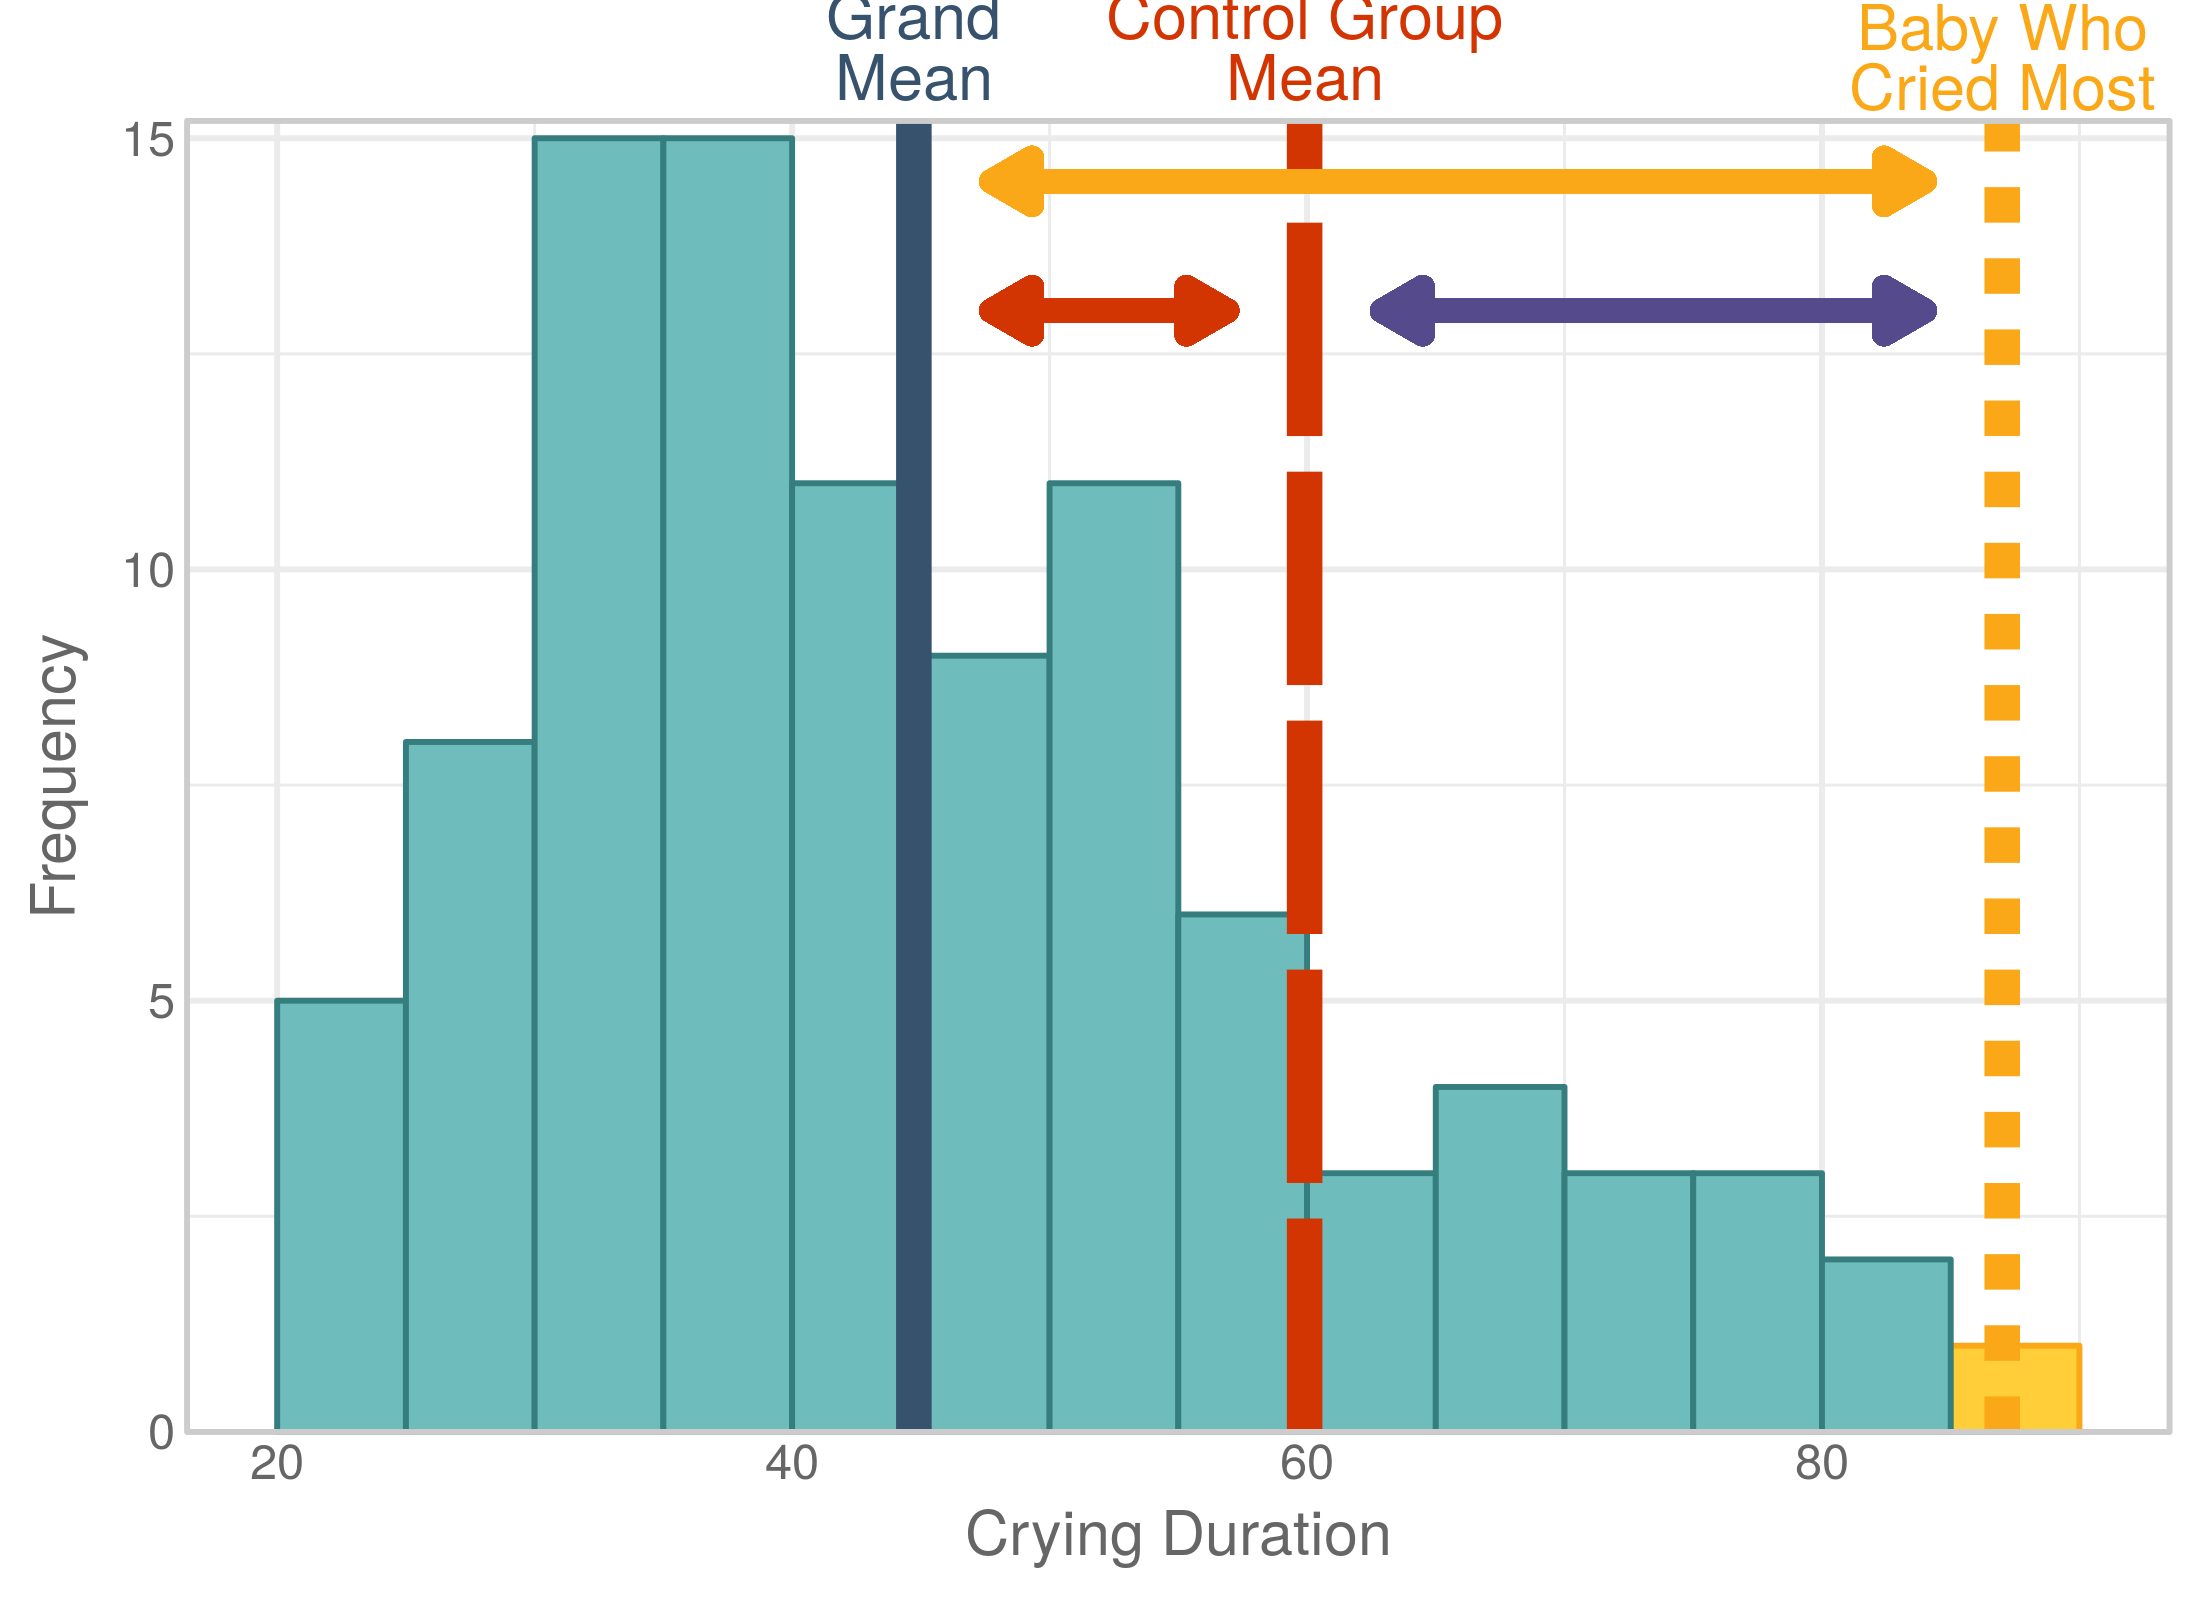 Grand
Mean
Control Group
Mean
Baby Who
Cried Most
15
10
5
0
Frequency
20
40
60
80
Crying Duration